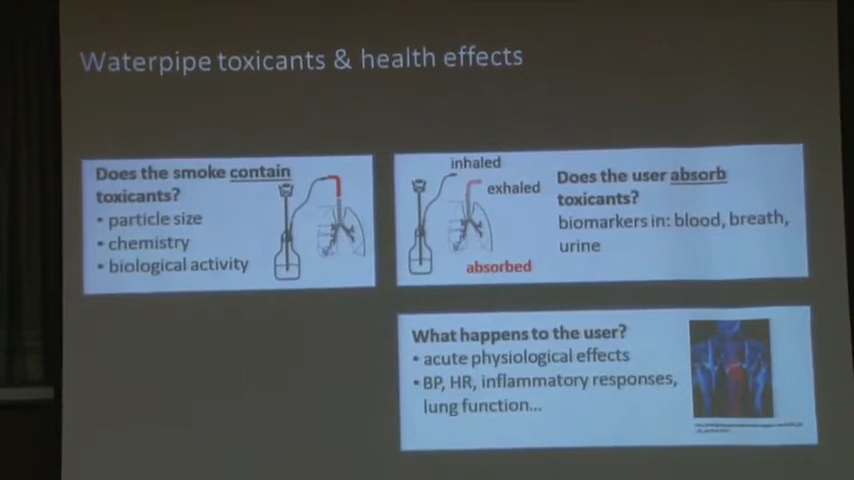 Waterpipe toxicants & health effects
Does the smoke contain
toxicants?
• particle size
• chemistry
• biological activity
inhaled
exhaled
absorbed
Does the user absorb
toxicants?
biomarkers in: blood, breath,
urine
What happens to the user?
• acute physiological effects
• BP, HR, inflammatory responses,
lung function...